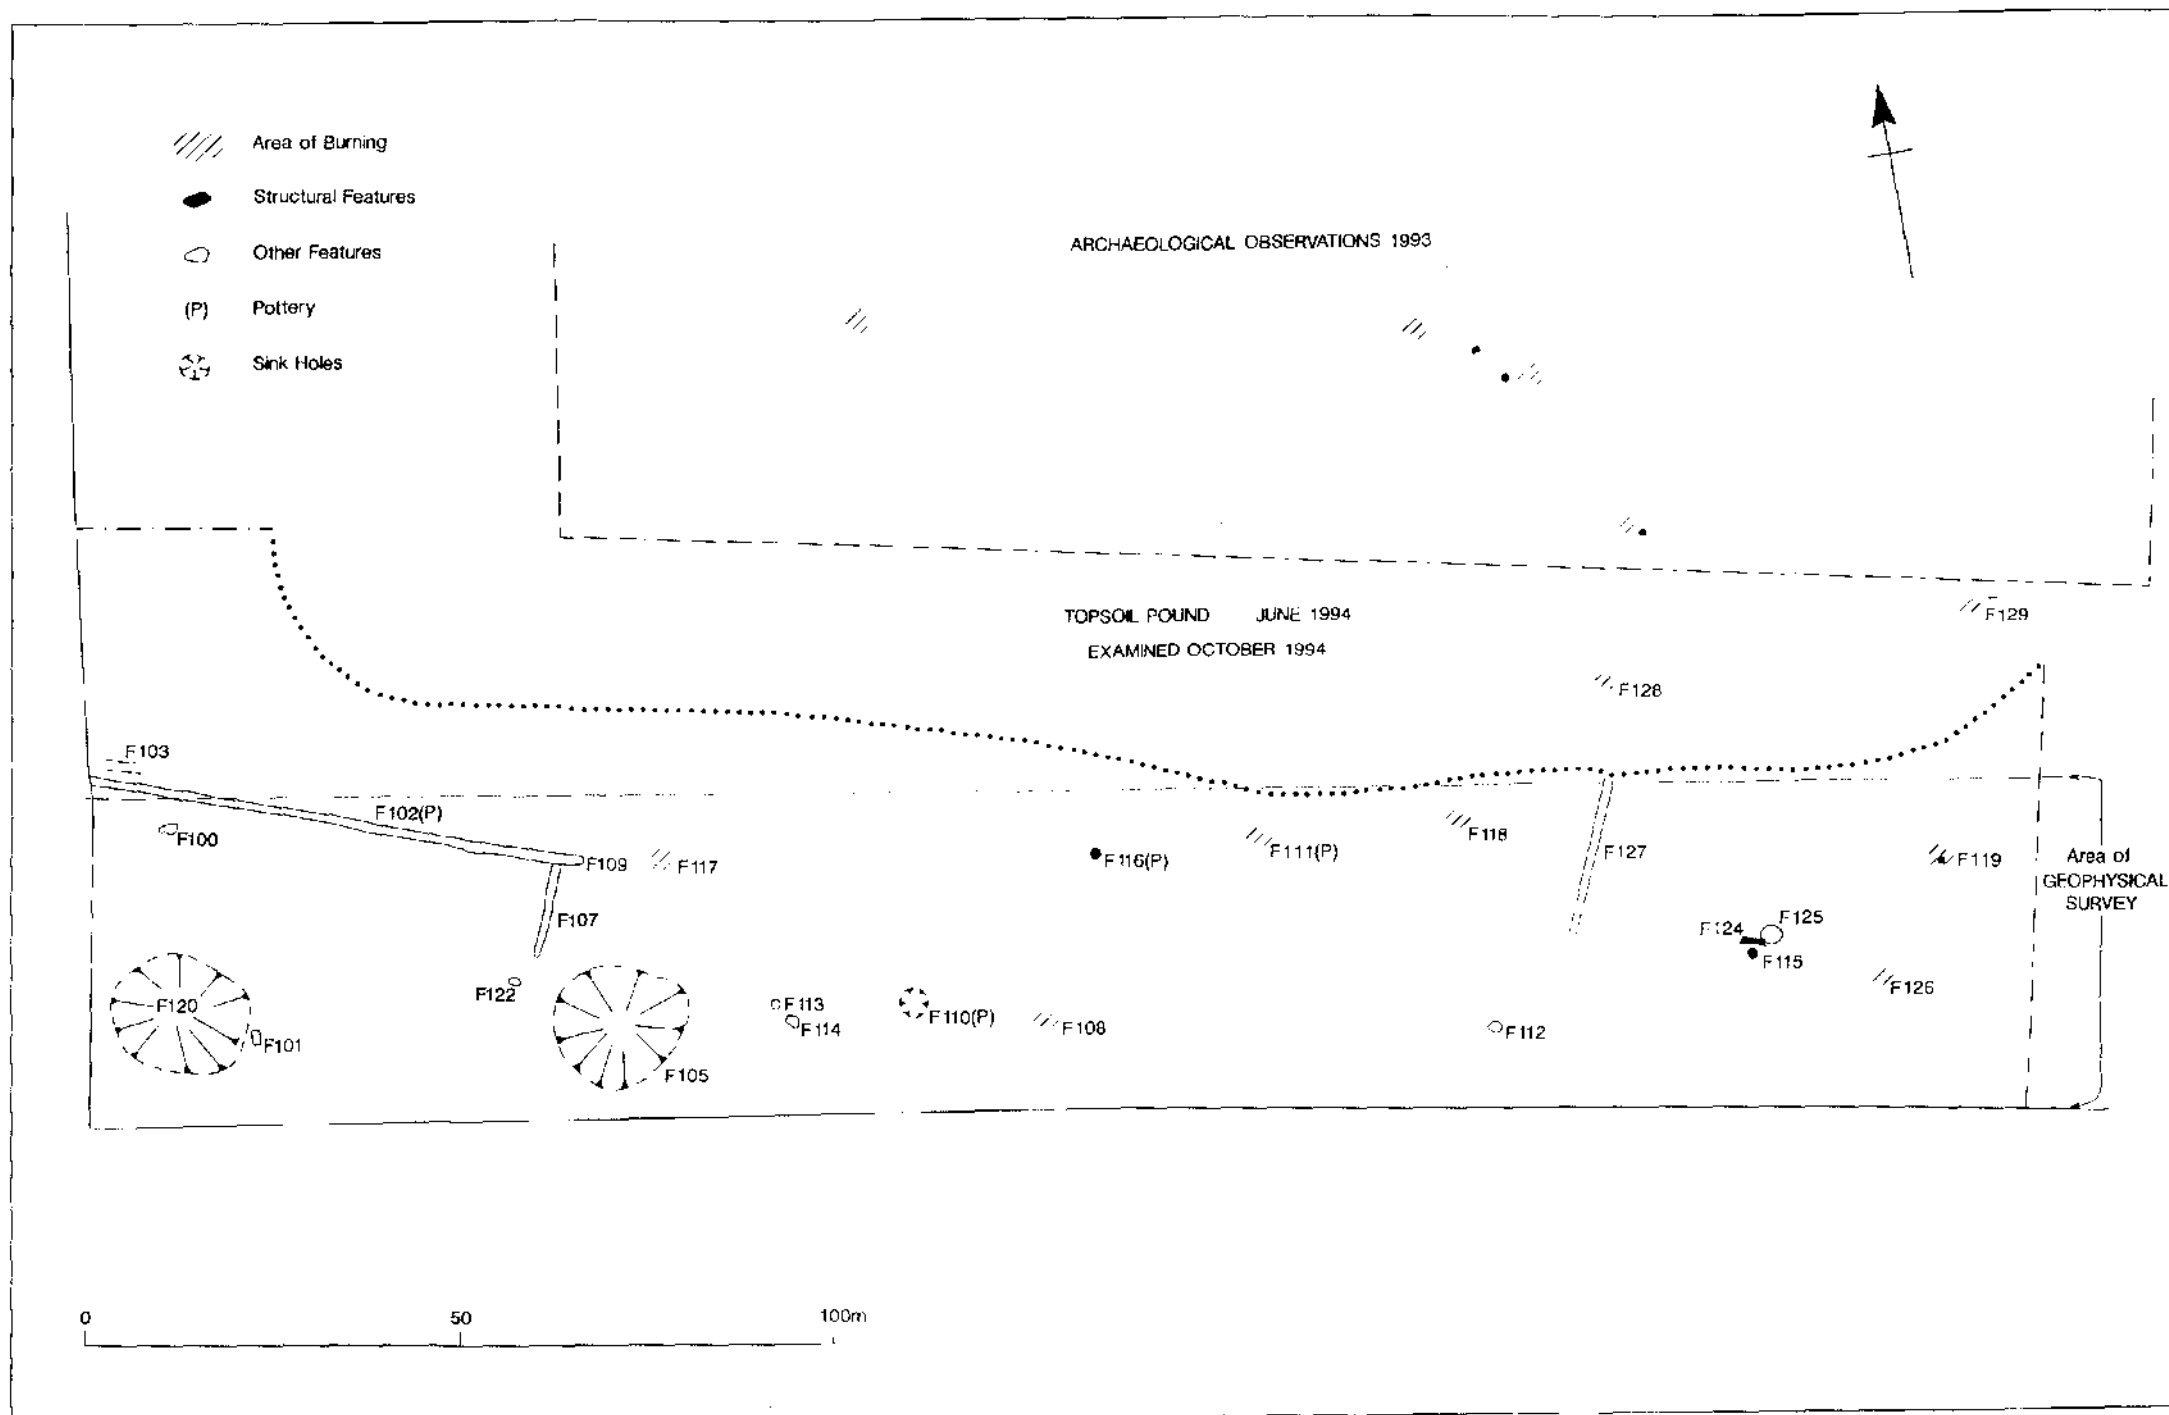 Area of Burning
Structural Features
Other Features
(P) Pottery
Sink Holes
ARCHAEOLOGICAL OBSERVATIONS 1993
TOPSOIL POUND JUNE 1994
EXAMINED OCTOBER 1994
F129
F128
F103
F102(P)
F100
F109
F117
F116(P)
F111(P)
F118
F127
F119
Area of
GEOPHYSICAL
SURVEY
F107
F124
F125
F115
F126
F122
F120
F101
F105
F113
F114
F110(P)
F108
F112
0 50 100m